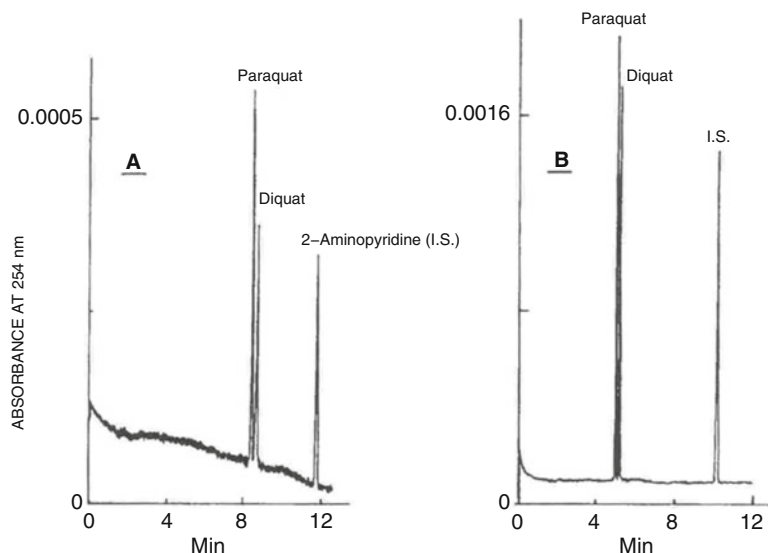 ABSORBANCE AT 254 nm
0.0005
0
A
Paraquat
Diquat
2–Aminopyridine (I.S.)
0 4 8 12
Min
0.0016
0
B
Paraquat
Diquat
I.S.
0 4 8 12
Min